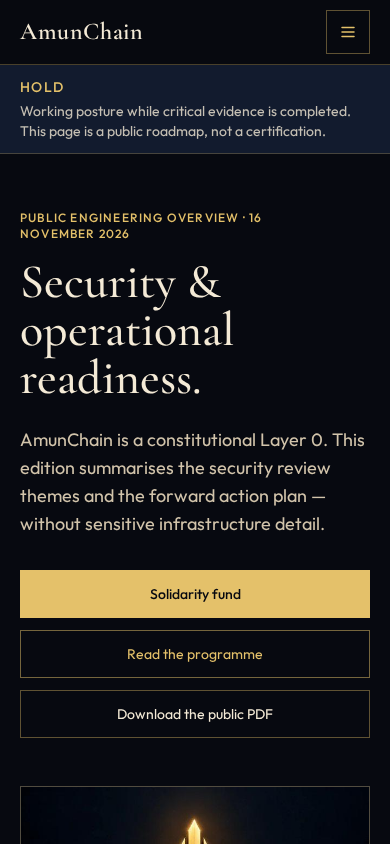 AmunChain
HOLD
Working posture while critical evidence is completed.
This page is a public roadmap, not a certification.
PUBLIC ENGINEERING OVERVIEW · 16
NOVEMBER 2026
Security &
operational
readiness.
AmunChain is a constitutional Layer 0. This
edition summarises the security review
themes and the forward action plan —
without sensitive infrastructure detail.
Solidarity fund
Read the programme
Download the public PDF